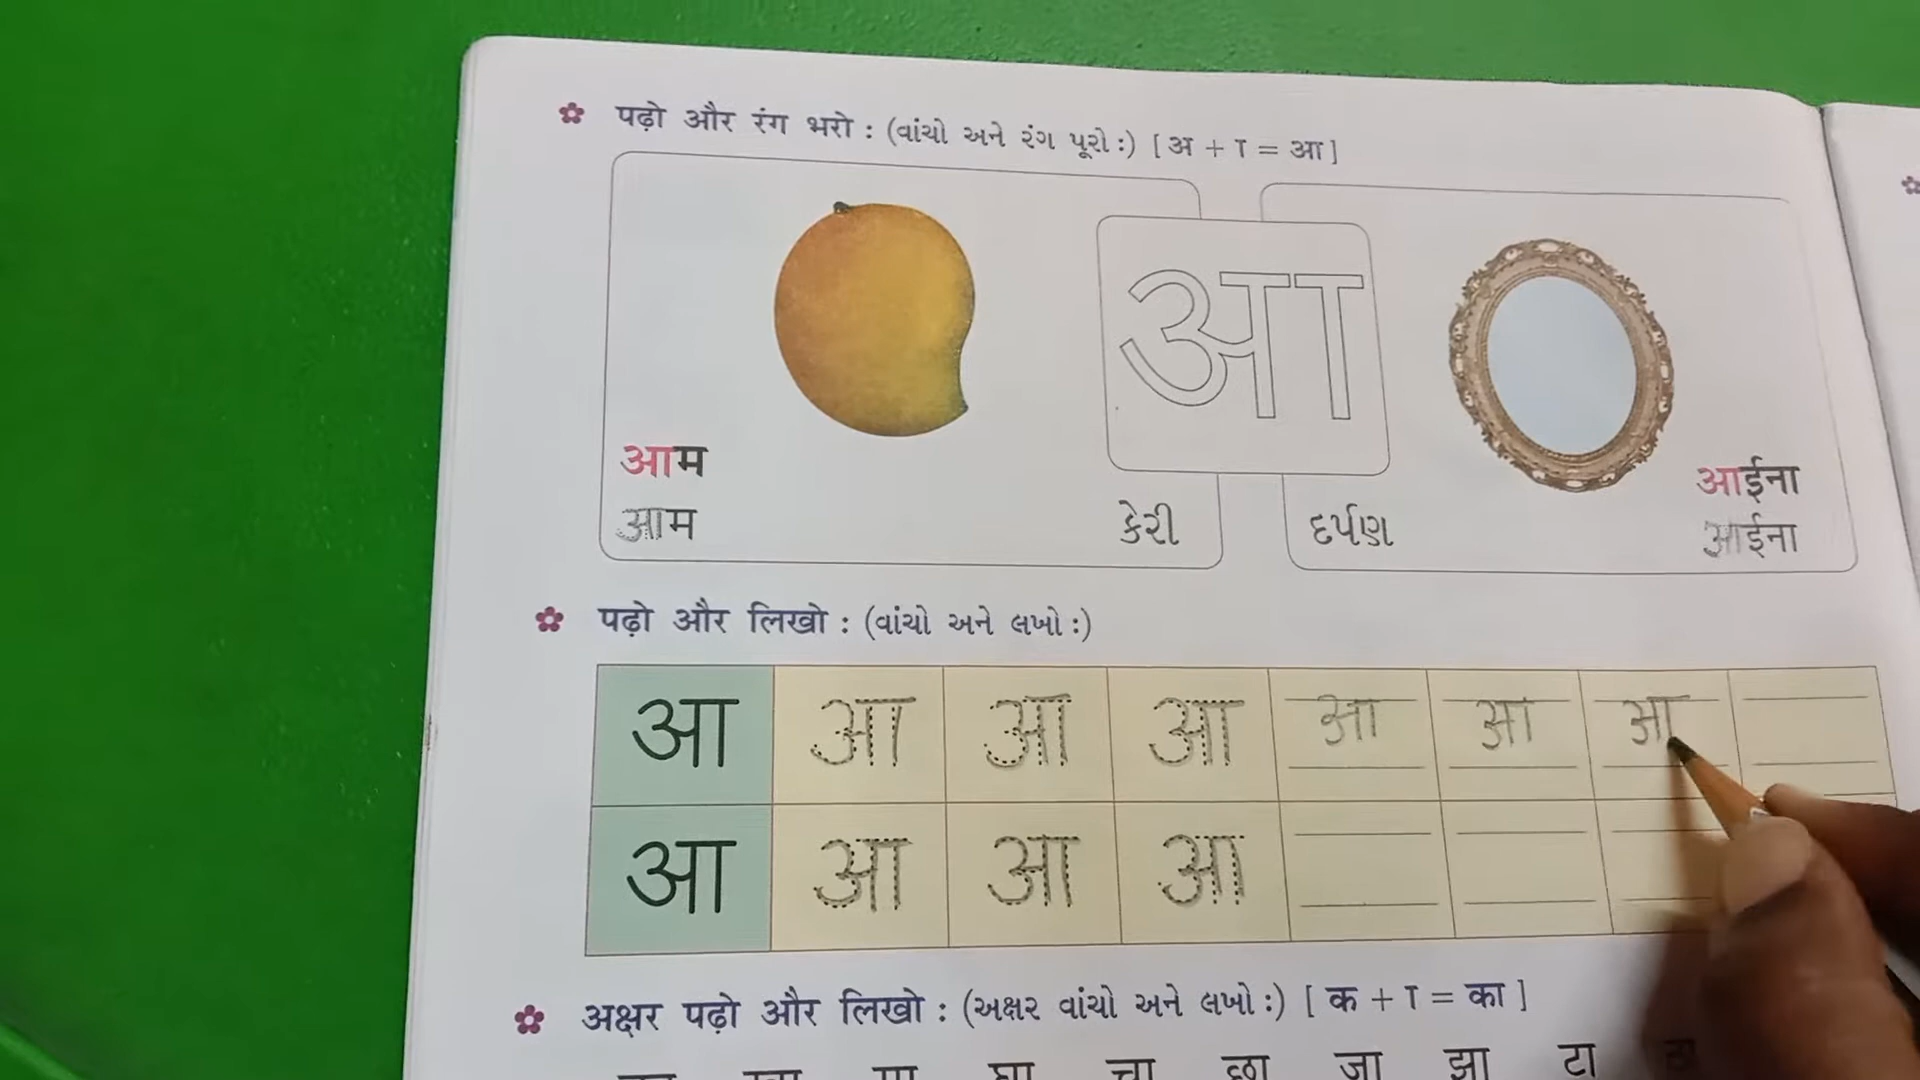 पढ़ो और रंग भरो : (વાંચો અને રંગ પૂરો :) [ अ + ा = आ ]
आ
आम
आईना
आम
કેરી
દર્પણ
आईना
पढ़ो और लिखो : (વાંચો અને લખો :)
आ आ आ आ आ आ आ
आ आ आ आ
अक्षर पढ़ो और लिखो : (અક્ષર વાંચો અને લખો :) [ क + ा = का ]
घा चा छा जा झा टा